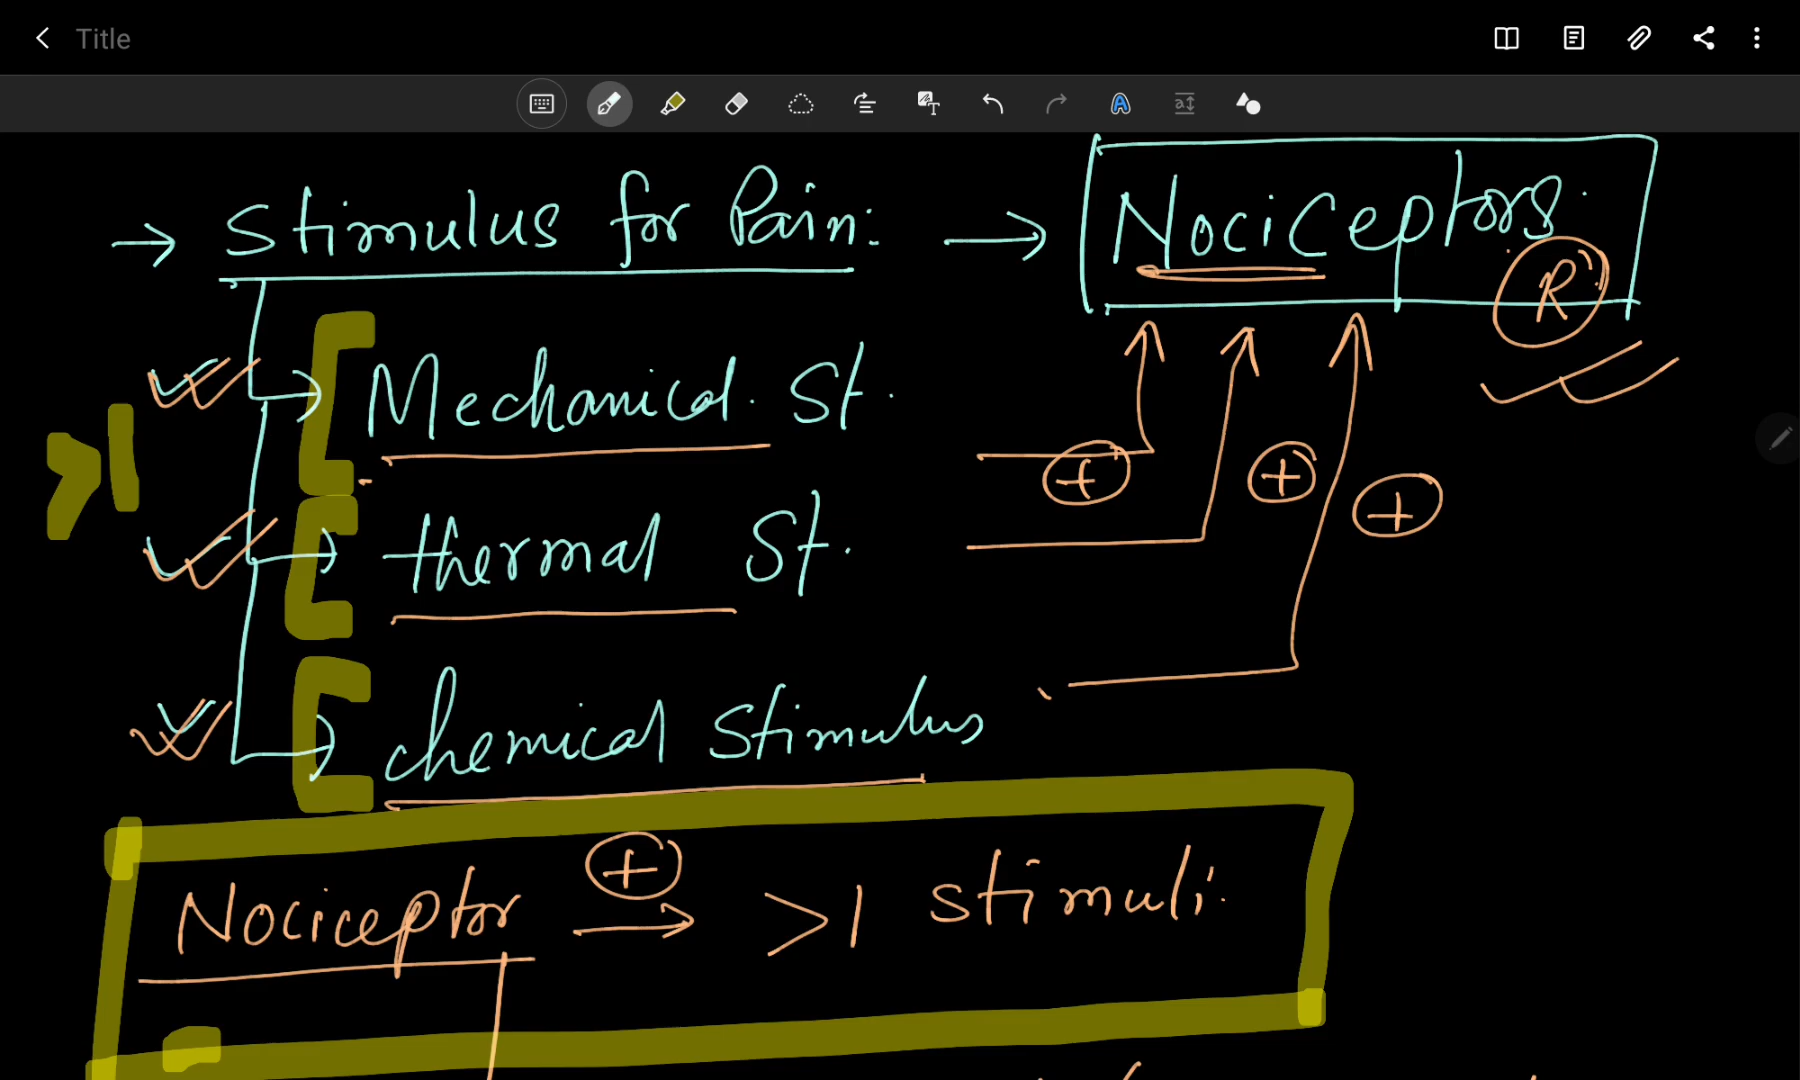 Title
→ Stimulus for Pain: → Nociceptors.
R
→ Mechanical. St.
+ + +
>1
→ thermal St.
→ chemical Stimulus
Nociceptor + → >1 stimuli.